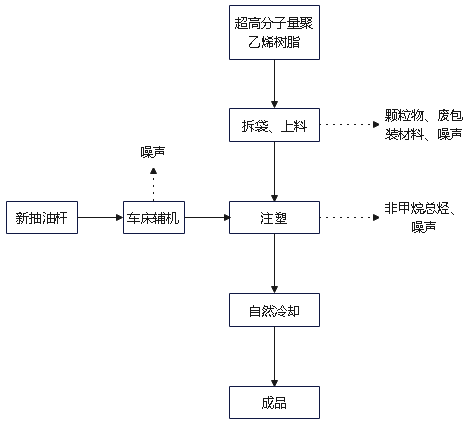 超高分子量聚
乙烯树脂
拆袋、上料
颗粒物、废包
装材料、噪声
噪声
新抽油杆
车床辅机
注塑
非甲烷总烃、
噪声
自然冷却
成品